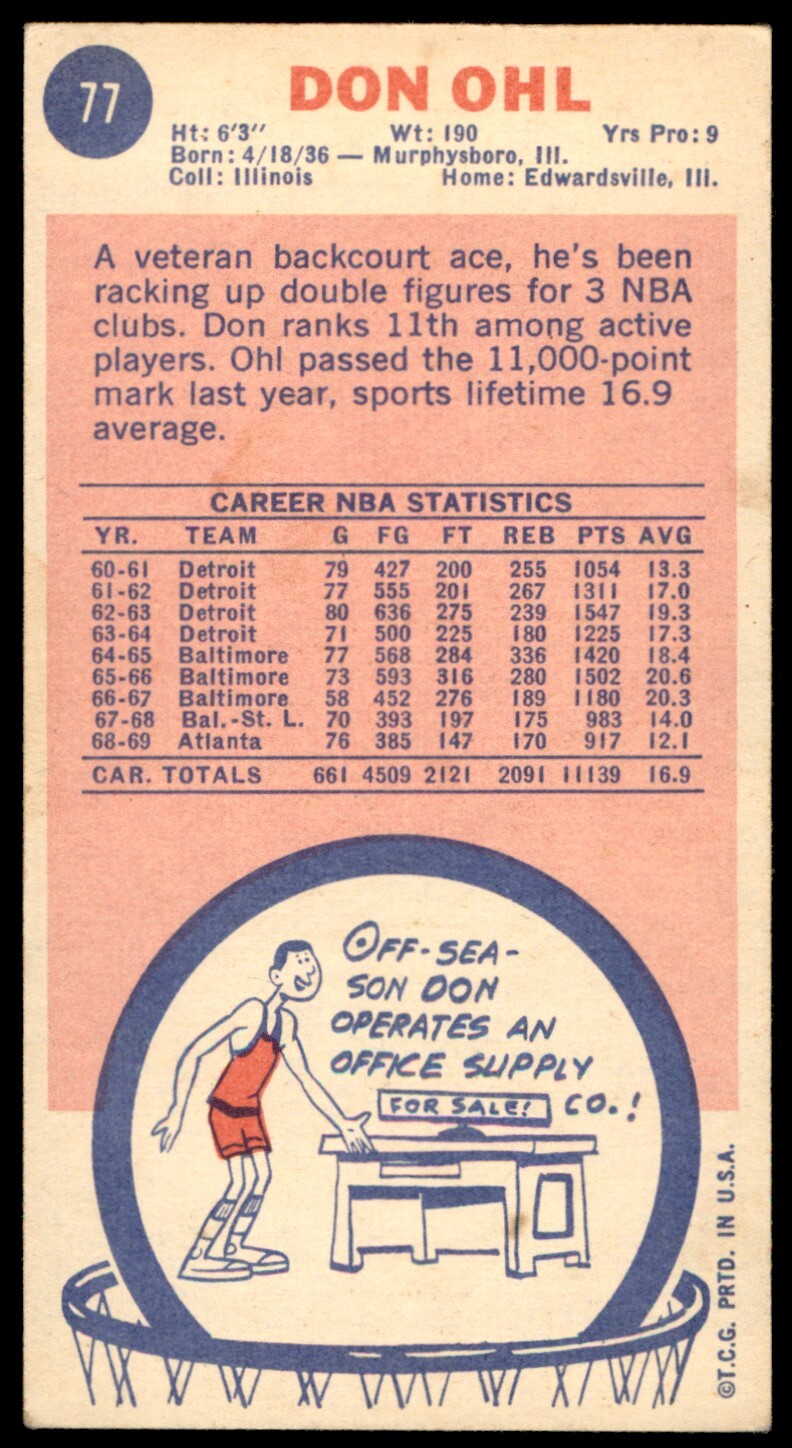 77
DON OHL
Ht: 6'3" Wt: 190 Yrs Pro: 9
Born: 4/18/36 — Murphysboro, Ill.
Coll: Illinois Home: Edwardsville, Ill.
A veteran backcourt ace, he's been
racking up double figures for 3 NBA
clubs. Don ranks 11th among active
players. Ohl passed the 11,000-point
mark last year, sports lifetime 16.9
average.
CAREER NBA STATISTICS
YR. TEAM G FG FT REB PTS AVG
60-61 Detroit 79 427 200 255 1054 13.3
61-62 Detroit 77 555 201 267 1311 17.0
62-63 Detroit 80 636 275 239 1547 19.3
63-64 Detroit 71 500 225 180 1225 17.3
64-65 Baltimore 77 568 284 336 1420 18.4
65-66 Baltimore 73 593 316 280 1502 20.6
66-67 Baltimore 58 452 276 189 1180 20.3
67-68 Bal.-St. L. 70 393 197 175 983 14.0
68-69 Atlanta 76 385 147 170 917 12.1
CAR. TOTALS 661 4509 2121 2091 11139 16.9
OFF-SEA-
SON DON
OPERATES AN
OFFICE SUPPLY
CO.!
FOR SALE!
©T.C.G. PRTD. IN U.S.A.